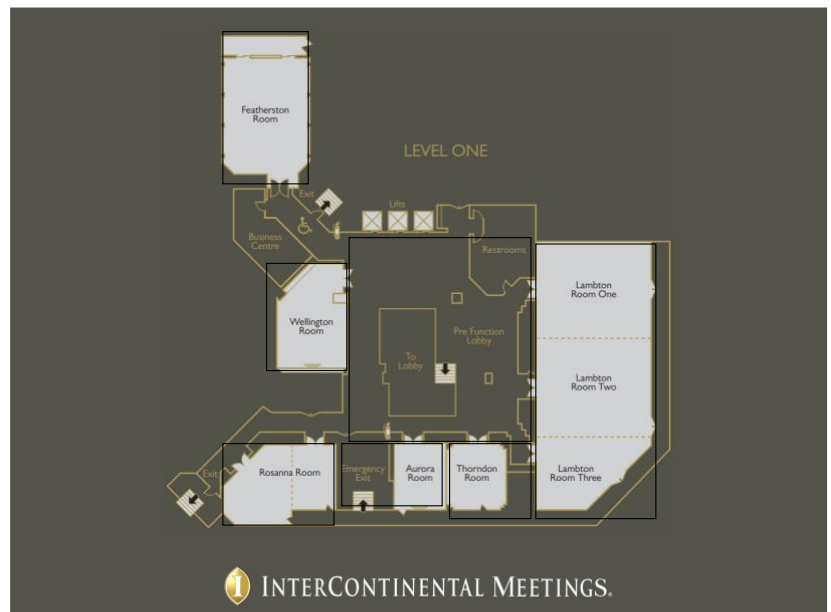 Featherston
Room
LEVEL ONE
Exit
Lifts
Business
Centre
Restrooms
Lambton
Room One
Wellington
Room
Pre Function
Lobby
To
Lobby
Lambton
Room Two
Exit
Rosanna Room
Emergency
Exit
Aurora
Room
Thorndon
Room
Lambton
Room Three
I INTERCONTINENTAL MEETINGS.